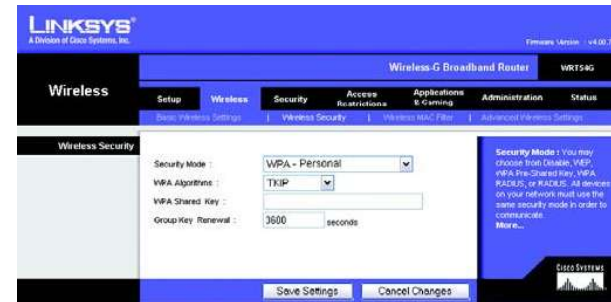 LINKSYS®
A Division of Cisco Systems, Inc.
Firmware Version : v4.00.7
Wireless-G Broadband Router WRT54G
Wireless
Setup Wireless Security Access Restrictions Applications & Gaming Administration Status
Basic Wireless Settings | Wireless Security | Wireless MAC Filter | Advanced Wireless Settings
Wireless Security
Security Mode : WPA - Personal
WPA Algorithms : TKIP
WPA Shared Key :
Group Key Renewal : 3600 seconds
Security Mode : You may
choose from Disable, WEP,
WPA Pre-Shared Key, WPA
RADIUS, or RADIUS. All devices
on your network must use the
same security mode in order to
communicate.
More...
Save Settings Cancel Changes
CISCO SYSTEMS